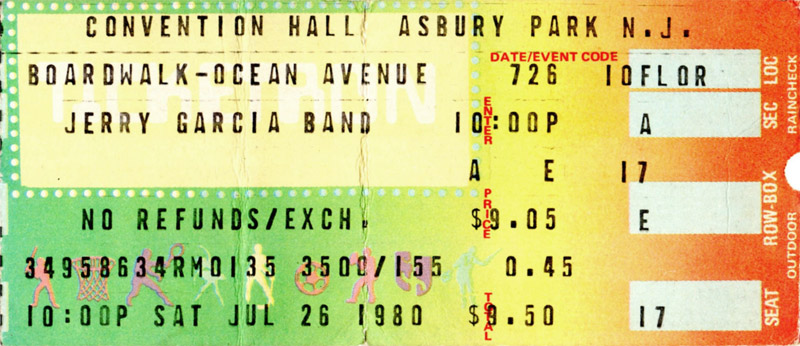 CONVENTION HALL ASBURY PARK N.J.
DATE/EVENT CODE
BOARDWALK-OCEAN AVENUE 726 10FLOR
JERRY GARCIA BAND 10:00P A
ENTER
A E 17
PRICE
NO REFUNDS/EXCH. $9.05 E
34958634RM0135 3500/155 0.45
TOTAL
10:00P SAT JUL 26 1980 $9.50 17
LOC
SEC
RAINCHECK
ROW-BOX
OUTDOOR
SEAT